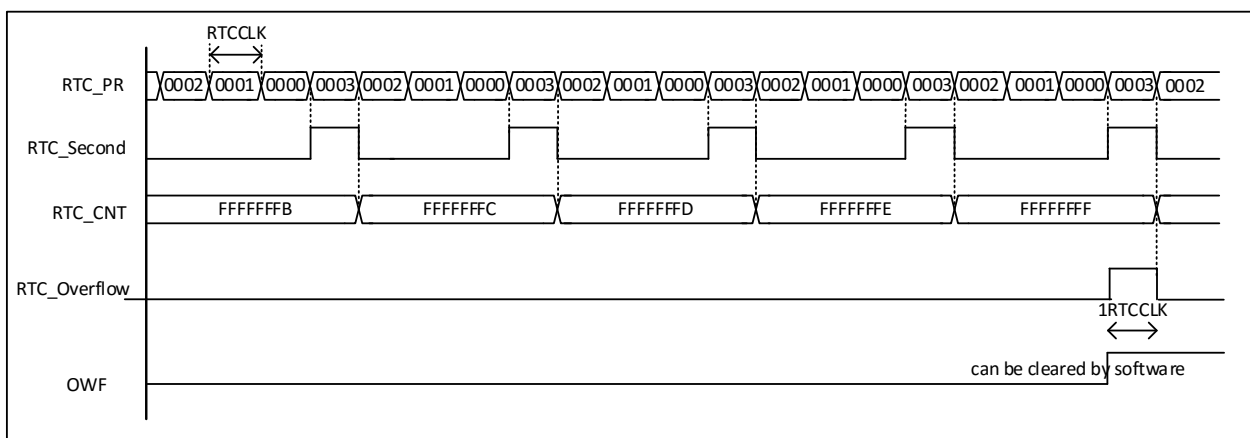 RTCCLK
RTC_PR 0002 0001 0000 0003 0002 0001 0000 0003 0002 0001 0000 0003 0002 0001 0000 0003 0002 0001 0000 0003 0002
RTC_Second
RTC_CNT FFFFFFFB FFFFFFFC FFFFFFFD FFFFFFFE FFFFFFFF
RTC_Overflow
1RTCCLK
can be cleared by software
OWF